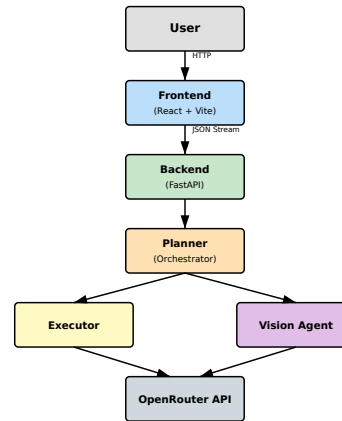 User
HTTP
Frontend
(React + Vite)
JSON Stream
Backend
(FastAPI)
Planner
(Orchestrator)
Executor
Vision Agent
OpenRouter API